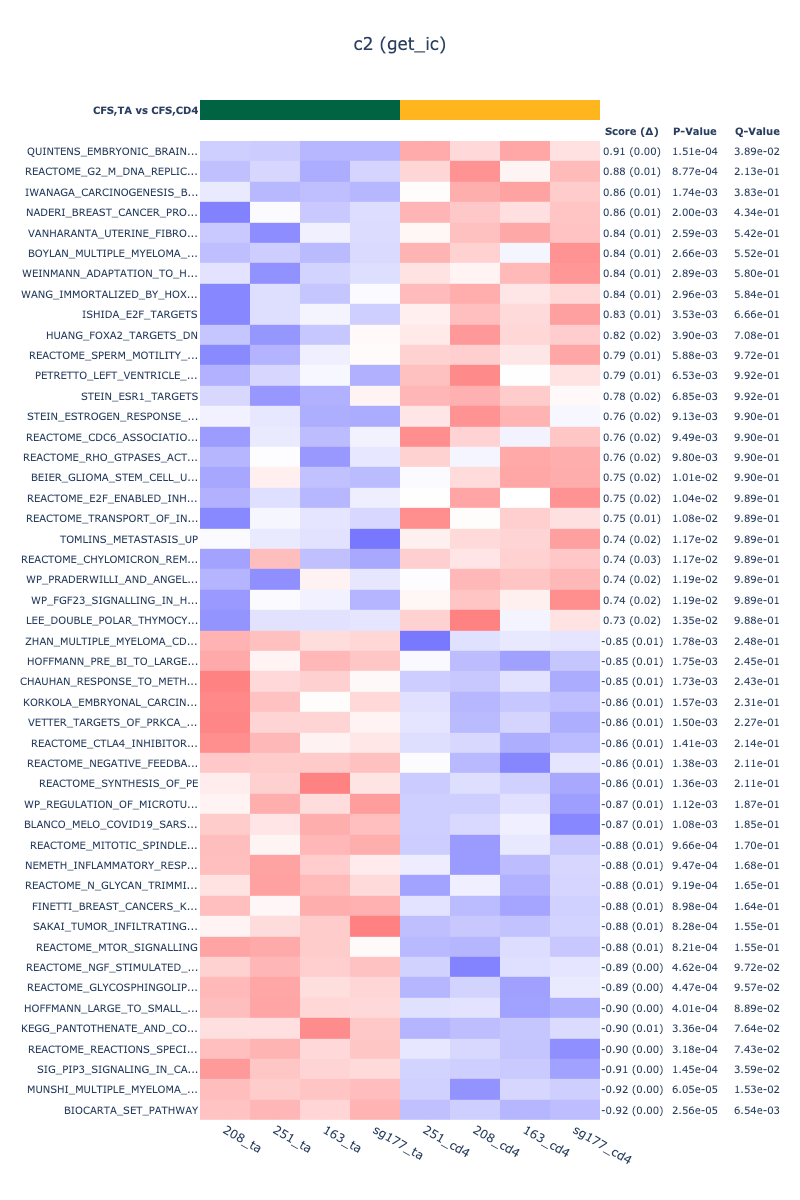 c2 (get_ic)
CFS,TA vs CFS,CD4
Score (Δ) P-Value Q-Value
QUINTENS_EMBRYONIC_BRAIN... 0.91 (0.00) 1.51e-04 3.89e-02
REACTOME_G2_M_DNA_REPLIC... 0.88 (0.01) 8.77e-04 2.13e-01
IWANAGA_CARCINOGENESIS_B... 0.86 (0.01) 1.74e-03 3.83e-01
NADERI_BREAST_CANCER_PRO... 0.86 (0.01) 2.00e-03 4.34e-01
VANHARANTA_UTERINE_FIBRO... 0.84 (0.01) 2.59e-03 5.42e-01
BOYLAN_MULTIPLE_MYELOMA_... 0.84 (0.01) 2.66e-03 5.52e-01
WEINMANN_ADAPTATION_TO_H... 0.84 (0.01) 2.89e-03 5.80e-01
WANG_IMMORTALIZED_BY_HOX... 0.84 (0.01) 2.96e-03 5.84e-01
ISHIDA_E2F_TARGETS 0.83 (0.01) 3.53e-03 6.66e-01
HUANG_FOXA2_TARGETS_DN 0.82 (0.02) 3.90e-03 7.08e-01
REACTOME_SPERM_MOTILITY_... 0.79 (0.01) 5.88e-03 9.72e-01
PETRETTO_LEFT_VENTRICLE_... 0.79 (0.01) 6.53e-03 9.92e-01
STEIN_ESR1_TARGETS 0.78 (0.02) 6.85e-03 9.92e-01
STEIN_ESTROGEN_RESPONSE_... 0.76 (0.02) 9.13e-03 9.90e-01
REACTOME_CDC6_ASSOCIATIO... 0.76 (0.02) 9.49e-03 9.90e-01
REACTOME_RHO_GTPASES_ACT... 0.76 (0.02) 9.80e-03 9.90e-01
BEIER_GLIOMA_STEM_CELL_U... 0.75 (0.02) 1.01e-02 9.90e-01
REACTOME_E2F_ENABLED_INH... 0.75 (0.02) 1.04e-02 9.89e-01
REACTOME_TRANSPORT_OF_IN... 0.75 (0.01) 1.08e-02 9.89e-01
TOMLINS_METASTASIS_UP 0.74 (0.02) 1.17e-02 9.89e-01
REACTOME_CHYLOMICRON_REM... 0.74 (0.03) 1.17e-02 9.89e-01
WP_PRADERWILLI_AND_ANGEL... 0.74 (0.02) 1.19e-02 9.89e-01
WP_FGF23_SIGNALLING_IN_H... 0.74 (0.02) 1.19e-02 9.89e-01
LEE_DOUBLE_POLAR_THYMOCY... 0.73 (0.02) 1.35e-02 9.88e-01
ZHAN_MULTIPLE_MYELOMA_CD... -0.85 (0.01) 1.78e-03 2.48e-01
HOFFMANN_PRE_BI_TO_LARGE... -0.85 (0.01) 1.75e-03 2.45e-01
CHAUHAN_RESPONSE_TO_METH... -0.85 (0.01) 1.73e-03 2.43e-01
KORKOLA_EMBRYONAL_CARCIN... -0.86 (0.01) 1.57e-03 2.31e-01
VETTER_TARGETS_OF_PRKCA_... -0.86 (0.01) 1.50e-03 2.27e-01
REACTOME_CTLA4_INHIBITOR... -0.86 (0.01) 1.41e-03 2.14e-01
REACTOME_NEGATIVE_FEEDBA... -0.86 (0.01) 1.38e-03 2.11e-01
REACTOME_SYNTHESIS_OF_PE -0.86 (0.01) 1.36e-03 2.11e-01
WP_REGULATION_OF_MICROTU... -0.87 (0.01) 1.12e-03 1.87e-01
BLANCO_MELO_COVID19_SARS... -0.87 (0.01) 1.08e-03 1.85e-01
REACTOME_MITOTIC_SPINDLE... -0.88 (0.01) 9.66e-04 1.70e-01
NEMETH_INFLAMMATORY_RESP... -0.88 (0.01) 9.47e-04 1.68e-01
REACTOME_N_GLYCAN_TRIMMI... -0.88 (0.01) 9.19e-04 1.65e-01
FINETTI_BREAST_CANCERS_K... -0.88 (0.01) 8.98e-04 1.64e-01
SAKAI_TUMOR_INFILTRATING... -0.88 (0.01) 8.28e-04 1.55e-01
REACTOME_MTOR_SIGNALLING -0.88 (0.01) 8.21e-04 1.55e-01
REACTOME_NGF_STIMULATED_... -0.89 (0.00) 4.62e-04 9.72e-02
REACTOME_GLYCOSPHINGOLIP... -0.89 (0.01) 4.47e-04 9.57e-02
HOFFMANN_LARGE_TO_SMALL_... -0.90 (0.00) 4.01e-04 8.89e-02
KEGG_PANTOTHENATE_AND_CO... -0.90 (0.01) 3.36e-04 7.64e-02
REACTOME_REACTIONS_SPECI... -0.90 (0.00) 3.18e-04 7.43e-02
SIG_PIP3_SIGNALING_IN_CA... -0.91 (0.00) 1.45e-04 3.59e-02
MUNSHI_MULTIPLE_MYELOMA_... -0.92 (0.00) 6.05e-05 1.53e-02
BIOCARTA_SET_PATHWAY -0.92 (0.00) 2.56e-05 6.54e-03
208_ta 251_ta 163_ta sg177_ta 251_cd4 208_cd4 163_cd4 sg177_cd4